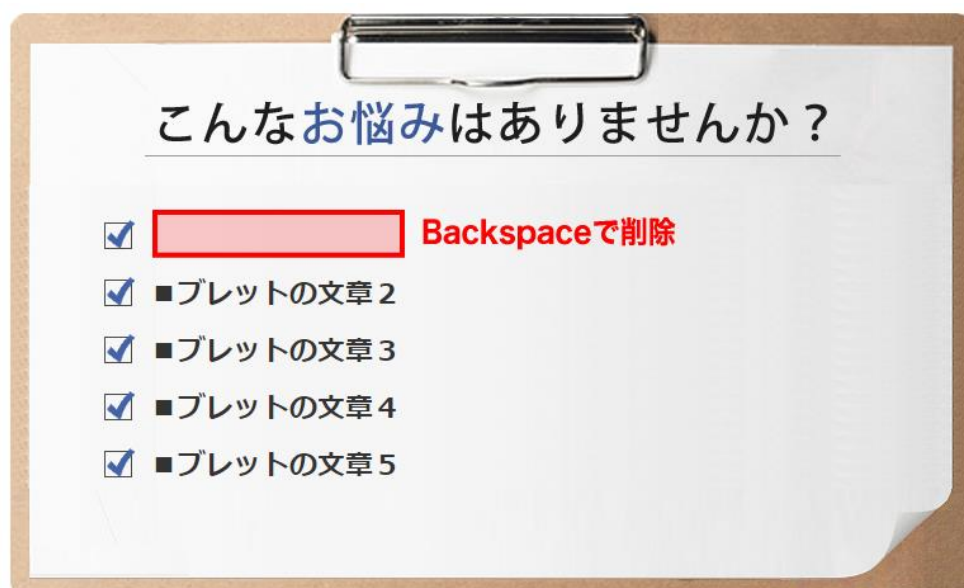 こんなお悩みはありませんか？
Backspaceで削除
■ブレットの文章２
■ブレットの文章３
■ブレットの文章４
■ブレットの文章５